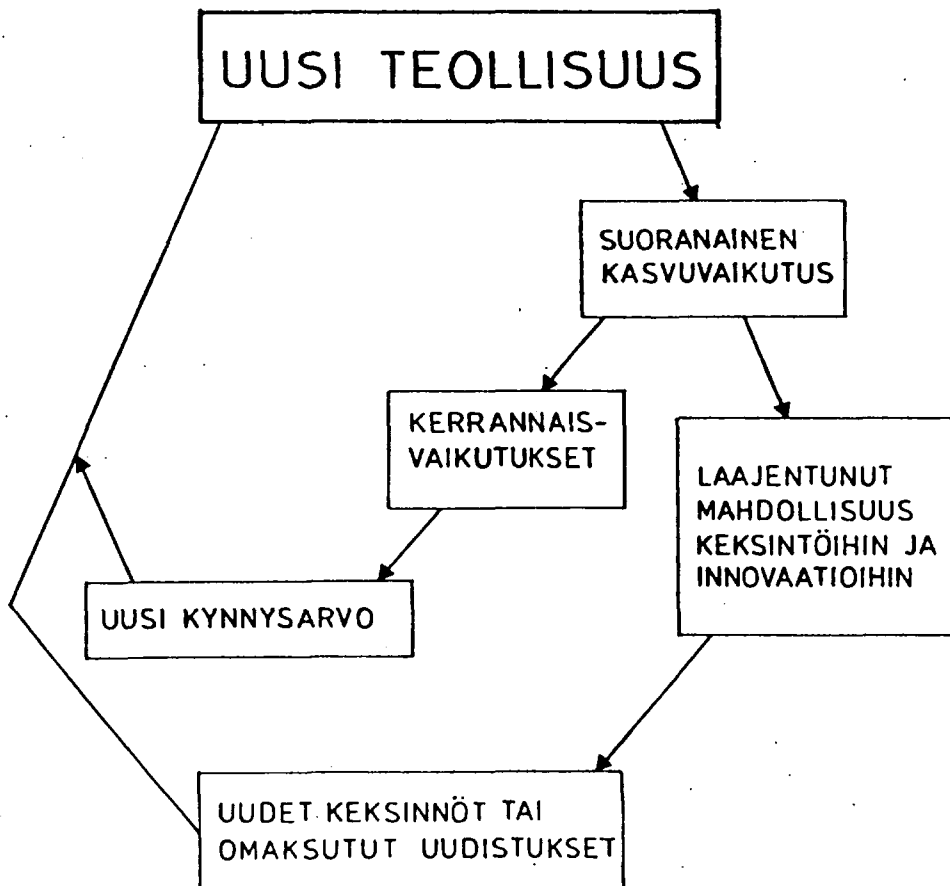 UUSI TEOLLISUUS
SUORANAINEN
KASVUVAIKUTUS
KERRANNAIS-
VAIKUTUKSET
LAAJENTUNUT
MAHDOLLISUUS
KEKSINTÖIHIN JA
INNOVAATIOIHIN
UUSI KYNNYSARVO
UUDET KEKSINNÖT TAI
OMAKSUTUT UUDISTUKSET